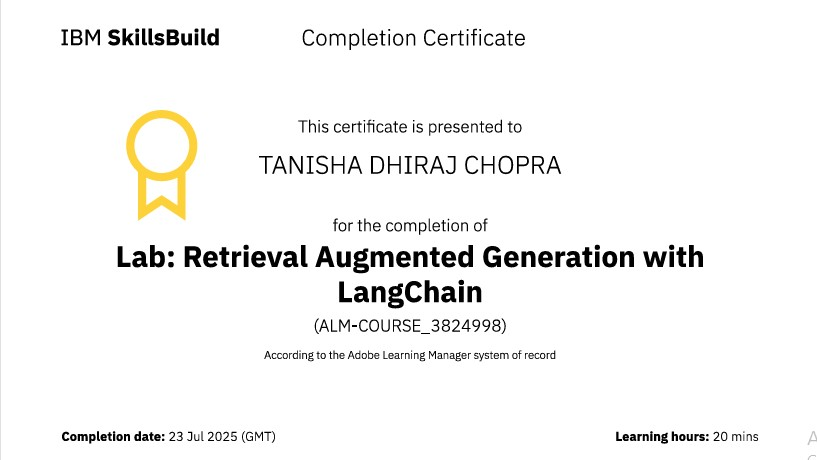 IBM SkillsBuild
Completion Certificate
This certificate is presented to
TANISHA DHIRAJ CHOPRA
for the completion of
Lab: Retrieval Augmented Generation with
LangChain
(ALM-COURSE_3824998)
According to the Adobe Learning Manager system of record
Completion date: 23 Jul 2025 (GMT)
Learning hours: 20 mins